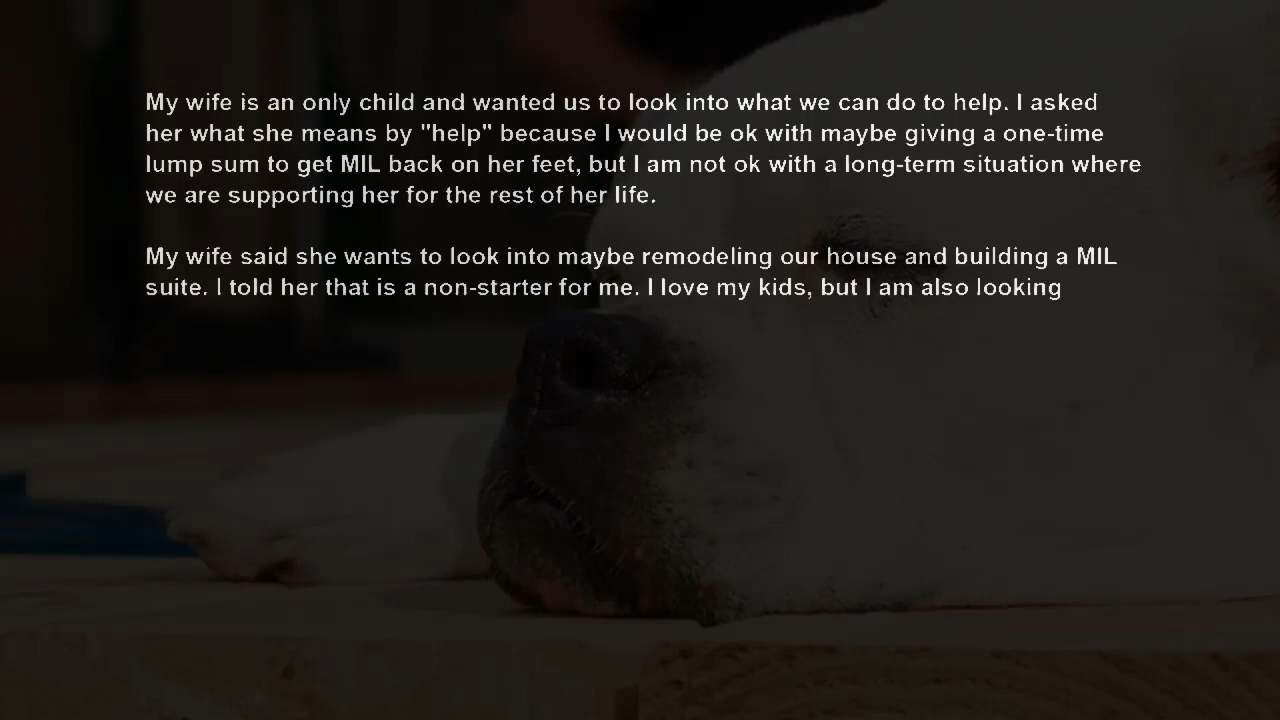 My wife is an only child and wanted us to look into what we can do to help. I asked
her what she means by "help" because I would be ok with maybe giving a one-time
lump sum to get MIL back on her feet, but I am not ok with a long-term situation where
we are supporting her for the rest of her life.
My wife said she wants to look into maybe remodeling our house and building a MIL
suite. I told her that is a non-starter for me. I love my kids, but I am also looking